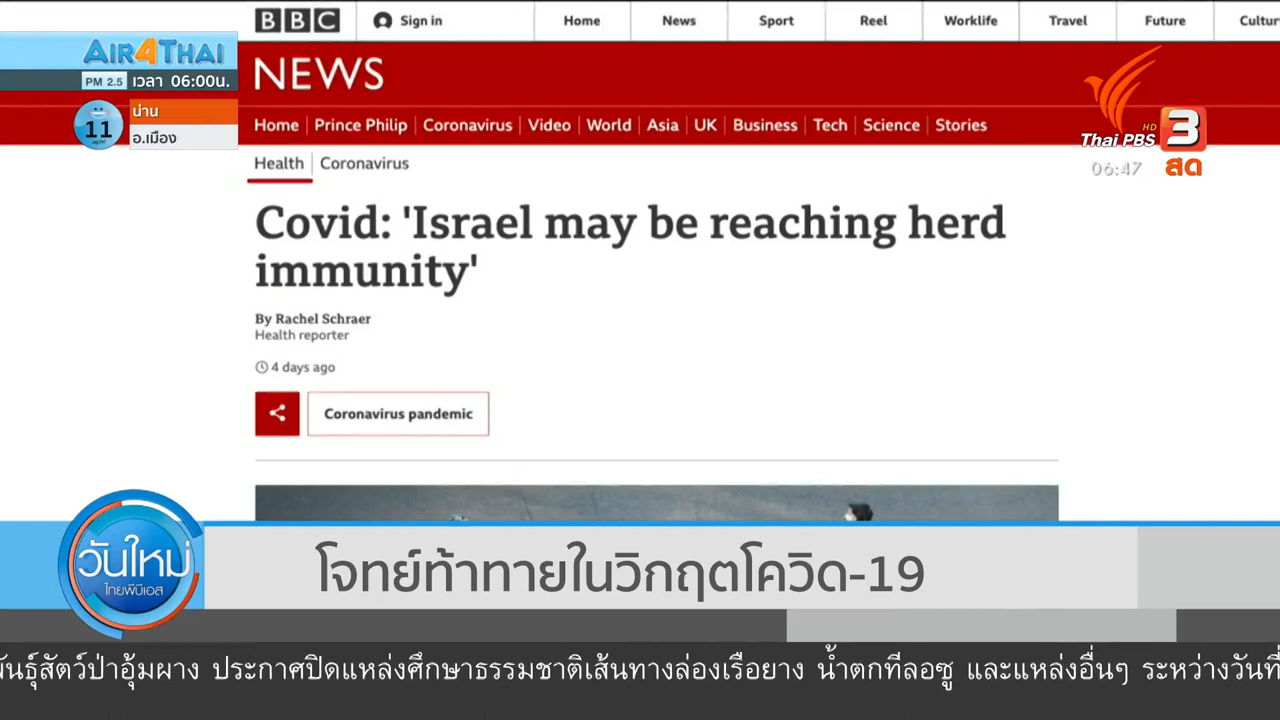 BBC
Sign in
Home
News
Sport
Reel
Worklife
Travel
Future
AIR4THAI
PM 2.5 เวลา 06:00น.
11
น่าน
อ.เมือง
NEWS
Home
Prince Philip
Coronavirus
Video
World
Asia
UK
Business
Tech
Science
Stories
Thai PBS HD 3
06:47 สด
Health
Coronavirus
Covid: 'Israel may be reaching herd
immunity'
By Rachel Schraer
Health reporter
4 days ago
Coronavirus pandemic
วันใหม่
ไทยพีบีเอส
โจทย์ท้าทายในวิกฤตโควิด-19
พันธุ์สัตว์ป่าอุ้มผาง ประกาศปิดแหล่งศึกษาธรรมชาติเส้นทางล่องเรือยาง น้ำตกทีลอซู และแหล่งอื่นๆ ระหว่างวันที่